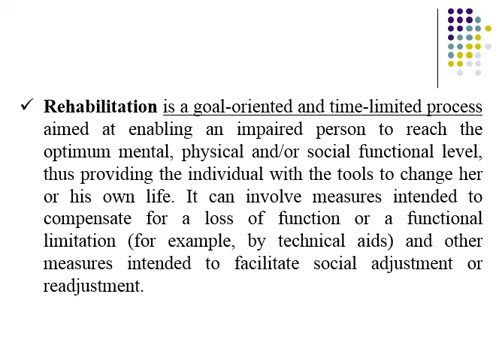 ✓ Rehabilitation is a goal-oriented and time-limited process
aimed at enabling an impaired person to reach the
optimum mental, physical and/or social functional level,
thus providing the individual with the tools to change her
or his own life. It can involve measures intended to
compensate for a loss of function or a functional
limitation (for example, by technical aids) and other
measures intended to facilitate social adjustment or
readjustment.